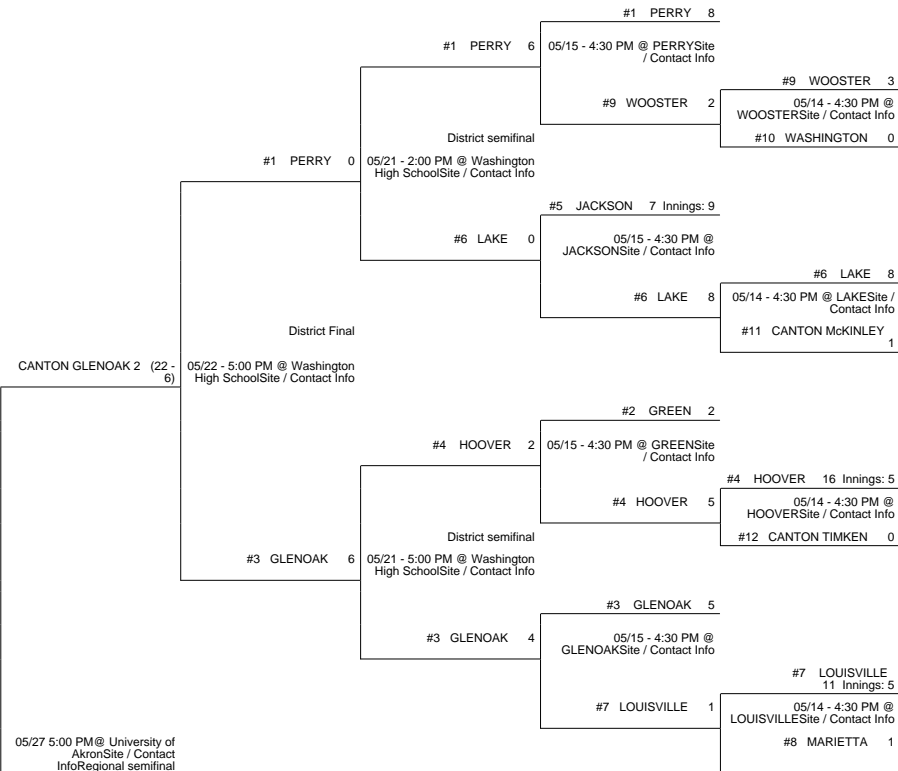 #1 PERRY 8
#1 PERRY 6
05/15 - 4:30 PM @ PERRYSite
/ Contact Info
#9 WOOSTER 3
#9 WOOSTER 2
05/14 - 4:30 PM @
WOOSTERSite / Contact Info
#10 WASHINGTON 0
District semifinal
#1 PERRY 0
05/21 - 2:00 PM @ Washington
High SchoolSite / Contact Info
#5 JACKSON 7 Innings: 9
#6 LAKE 0
05/15 - 4:30 PM @
JACKSONSite / Contact Info
#6 LAKE 8
#6 LAKE 8
05/14 - 4:30 PM @ LAKESite /
Contact Info
#11 CANTON McKINLEY
1
District Final
CANTON GLENOAK 2 (22 -
6)
05/22 - 5:00 PM @ Washington
High SchoolSite / Contact Info
#2 GREEN 2
#4 HOOVER 2
05/15 - 4:30 PM @ GREENSite
/ Contact Info
#4 HOOVER 16 Innings: 5
#4 HOOVER 5
05/14 - 4:30 PM @
HOOVERSite / Contact Info
#12 CANTON TIMKEN 0
District semifinal
#3 GLENOAK 6
05/21 - 5:00 PM @ Washington
High SchoolSite / Contact Info
#3 GLENOAK 5
#3 GLENOAK 4
05/15 - 4:30 PM @
GLENOAKSite / Contact Info
#7 LOUISVILLE
11 Innings: 5
#7 LOUISVILLE 1
05/14 - 4:30 PM @
LOUISVILLESite / Contact Info
#8 MARIETTA 1
05/27 5:00 PM@ University of
AkronSite / Contact
InfoRegional semifinal